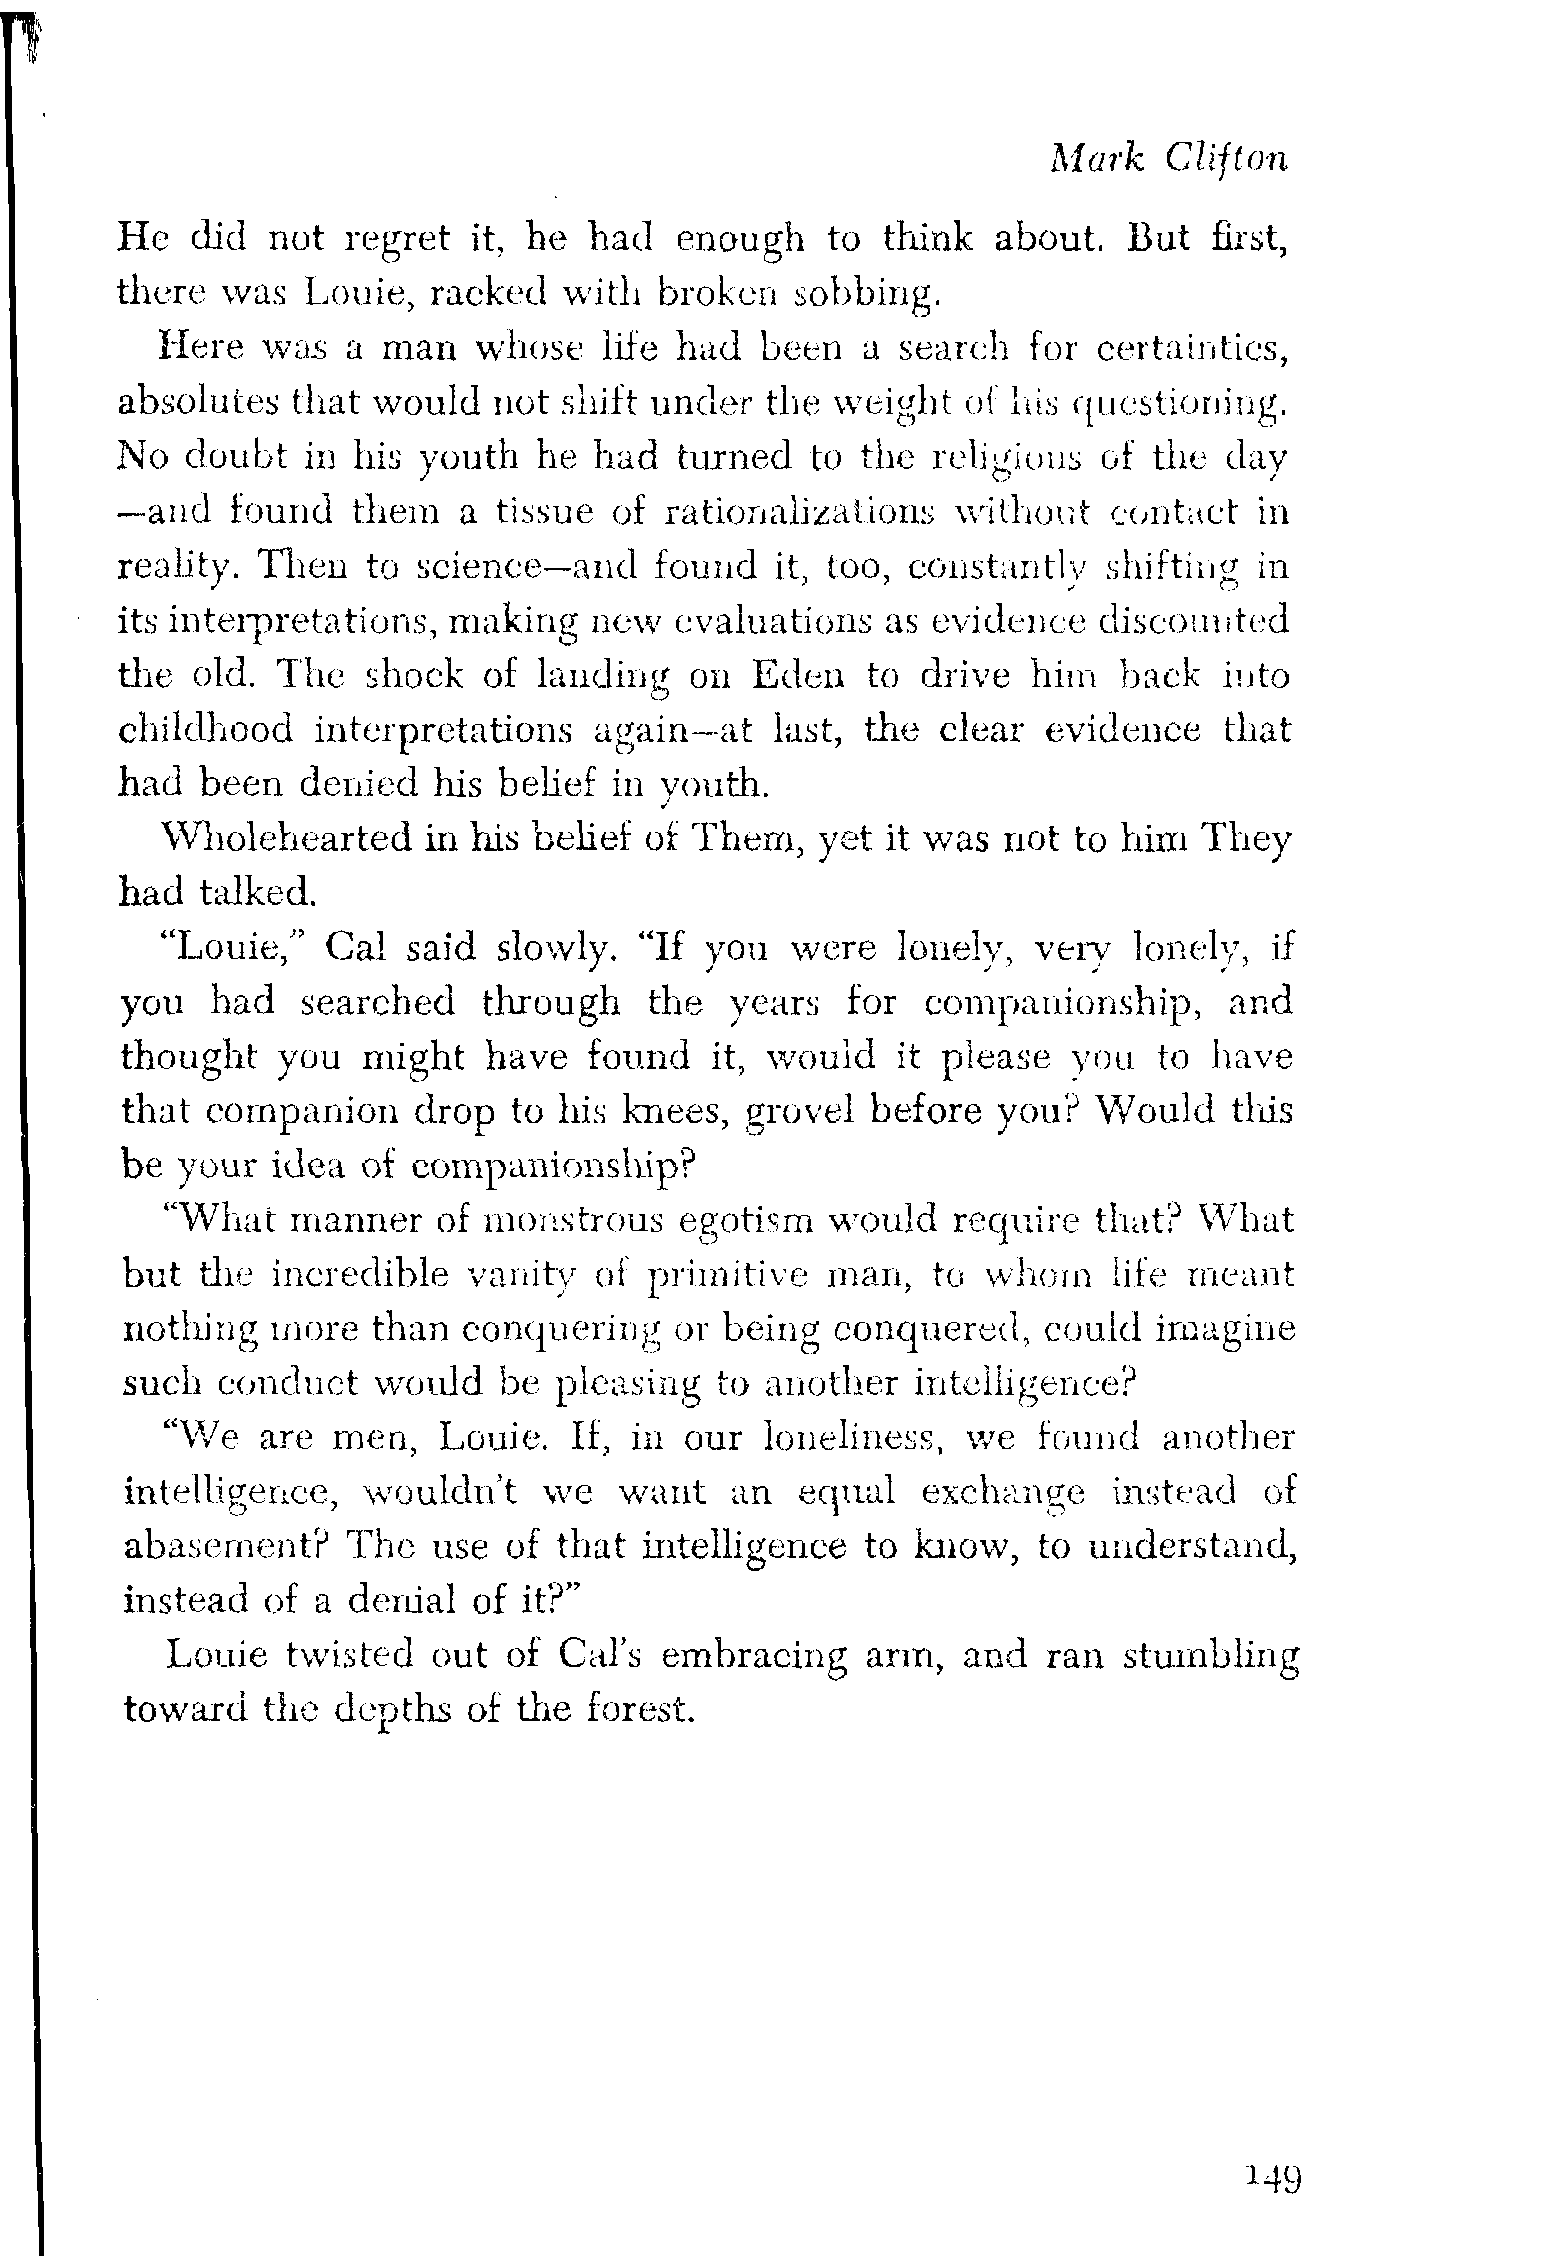 Mark Clifton
He did not regret it, he had enough to think about. But first,
there was Louie, racked with broken sobbing.
Here was a man whose life had been a search for certainties,
absolutes that would not shift under the weight of his questioning.
No doubt in his youth he had turned to the religious of the day
—and found them a tissue of rationalizations without contact in
reality. Then to science—and found it, too, constantly shifting in
its interpretations, making new evaluations as evidence discounted
the old. The shock of landing on Eden to drive him back into
childhood interpretations again—at last, the clear evidence that
had been denied his belief in youth.
Wholehearted in his belief of Them, yet it was not to him They
had talked.
“Louie,” Cal said slowly. “If you were lonely, very lonely, if
you had searched through the years for companionship, and
thought you might have found it, would it please you to have
that companion drop to his knees, grovel before you? Would this
be your idea of companionship?
“What manner of monstrous egotism would require that? What
but the incredible vanity of primitive man, to whom life meant
nothing more than conquering or being conquered, could imagine
such conduct would be pleasing to another intelligence?
“We are men, Louie. If, in our loneliness, we found another
intelligence, wouldn’t we want an equal exchange instead of
abasement? The use of that intelligence to know, to understand,
instead of a denial of it?”
Louie twisted out of Cal’s embracing arm, and ran stumbling
toward the depths of the forest.
149